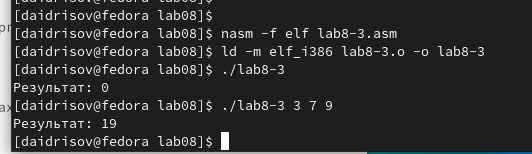 [daidrisov@fedora lab08]$
[daidrisov@fedora lab08]$ nasm -f elf lab8-3.asm
[daidrisov@fedora lab08]$ ld -m elf_i386 lab8-3.o -o lab8-3
[daidrisov@fedora lab08]$ ./lab8-3
Результат: 0
[daidrisov@fedora lab08]$ ./lab8-3 3 7 9
Результат: 19
[daidrisov@fedora lab08]$